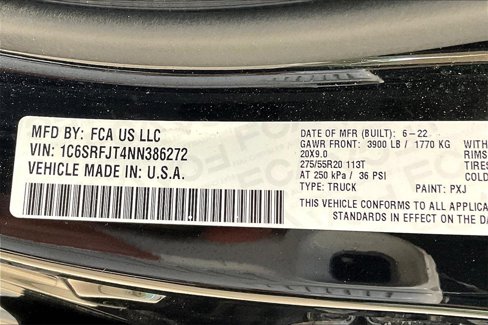 MFD BY: FCA US LLC
VIN: 1C6SRFJT4NN386272
VEHICLE MADE IN: U.S.A.
DATE OF MFR (BUILT): 6-22
GAWR FRONT: 3900 LB / 1770 KG WITH
20X9.0 RIMS
275/55R20 113T TIRES
AT 250 kPa / 36 PSI COLD
TYPE: TRUCK PAINT: PXJ
THIS VEHICLE CONFORMS TO ALL APPLICA
STANDARDS IN EFFECT ON THE DA